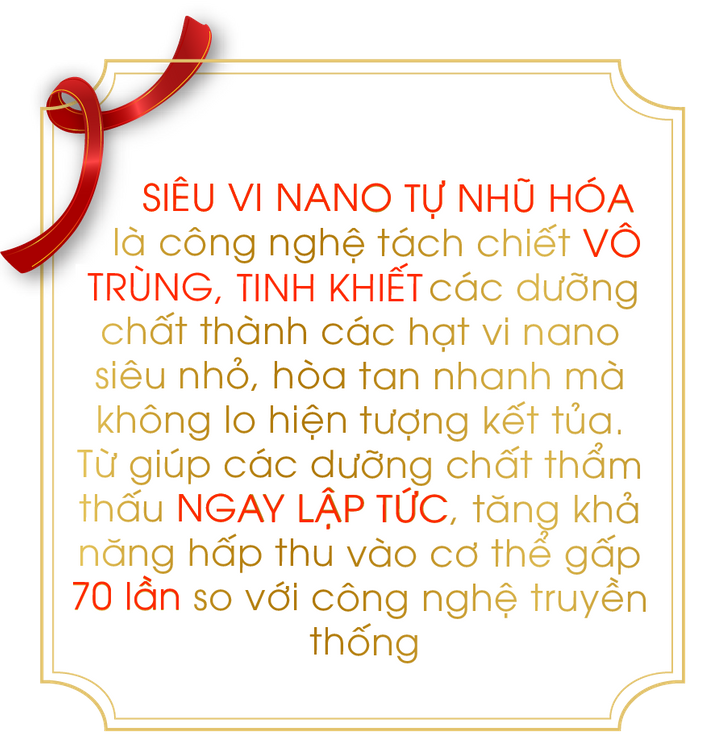 SIÊU VI NANO TỰ NHŨ HÓA
là công nghệ tách chiết VÔ
TRÙNG, TINH KHIẾT các dưỡng
chất thành các hạt vi nano
siêu nhỏ, hòa tan nhanh mà
không lo hiện tượng kết tủa.
Từ giúp các dưỡng chất thẩm
thấu NGAY LẬP TỨC, tăng khả
năng hấp thu vào cơ thể gấp
70 lần so với công nghệ truyền
thống